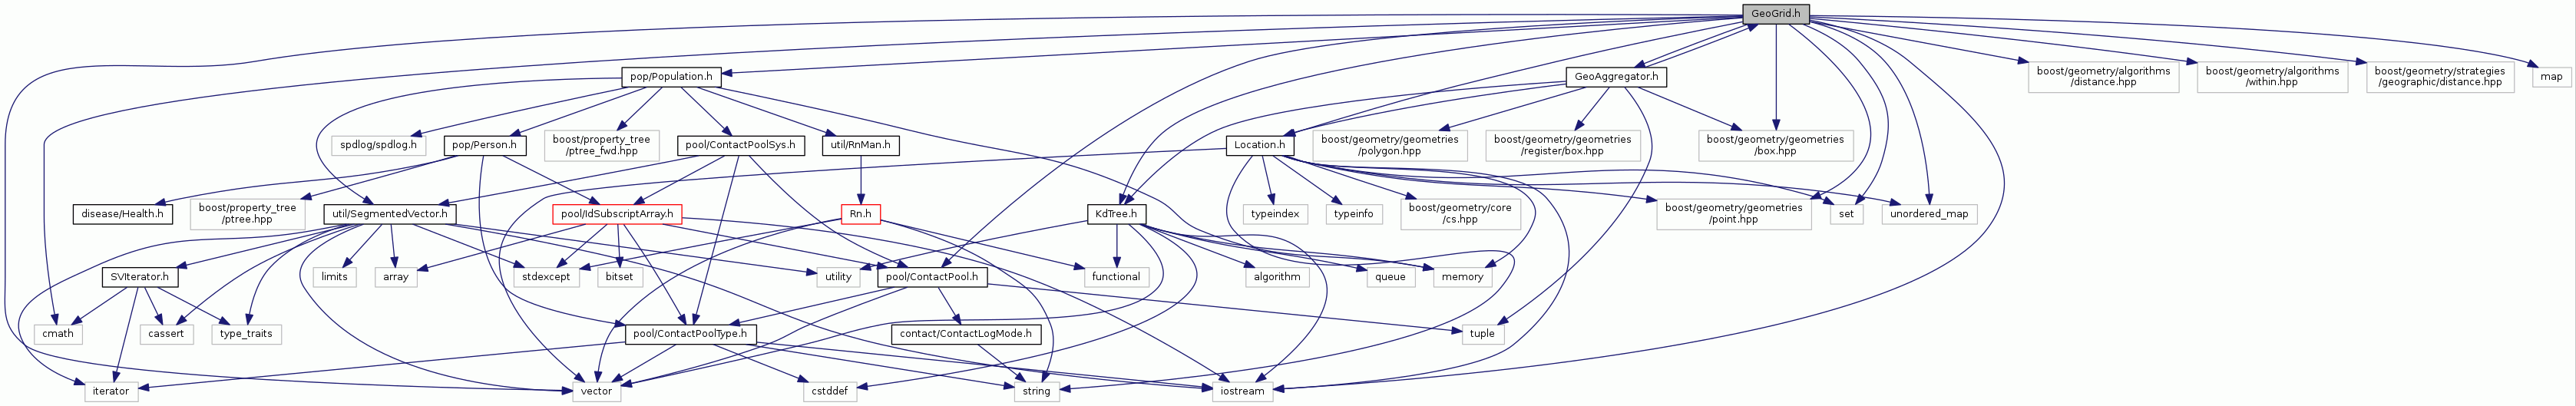 GeoGrid.h
pop/Population.h
GeoAggregator.h
boost/geometry/algorithms
/distance.hpp
boost/geometry/algorithms
/within.hpp
boost/geometry/strategies
/geographic/distance.hpp
map
spdlog/spdlog.h
pop/Person.h
boost/property_tree
/ptree_fwd.hpp
pool/ContactPoolSys.h
util/RnMan.h
Location.h
boost/geometry/geometries
/polygon.hpp
boost/geometry/geometries
/register/box.hpp
boost/geometry/geometries
/box.hpp
disease/Health.h
boost/property_tree
/ptree.hpp
util/SegmentedVector.h
pool/IdSubscriptArray.h
Rn.h
KdTree.h
typeindex
typeinfo
boost/geometry/core
/cs.hpp
boost/geometry/geometries
/point.hpp
set
unordered_map
SVIterator.h
limits
array
stdexcept
bitset
utility
pool/ContactPool.h
functional
algorithm
queue
memory
cmath
cassert
type_traits
pool/ContactPoolType.h
contact/ContactLogMode.h
tuple
iterator
vector
cstddef
string
iostream